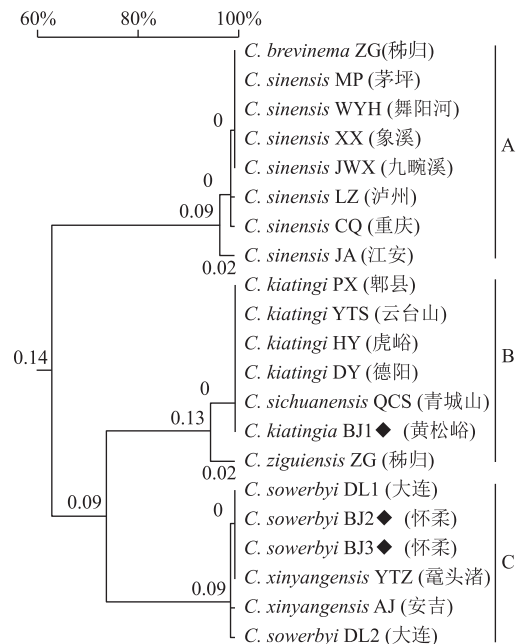 60% 80% 100%
C. brevinema ZG(秭归)
C. sinensis MP (茅坪)
C. sinensis WYH (舞阳河)
0
C. sinensis XX (象溪)
C. sinensis JWX (九畹溪)
0
C. sinensis LZ (泸州)
0.09
C. sinensis CQ (重庆)
C. sinensis JA (江安)
A
0.02
C. kiatingi PX (郫县)
C. kiatingi YTS (云台山)
C. kiatingi HY (虎峪)
0.14
C. kiatingi DY (德阳)
B
0
C. sichuanensis QCS (青城山)
0.13
C. kiatingia BJ1◆ (黄松峪)
C. ziguiensis ZG (秭归)
0.02
C. sowerbyi DL1 (大连)
0.09
0
C. sowerbyi BJ2◆ (怀柔)
C. sowerbyi BJ3◆ (怀柔)
C
C. xinyangensis YTZ (鼋头渚)
0.09
C. xinyangensis AJ (安吉)
C. sowerbyi DL2 (大连)